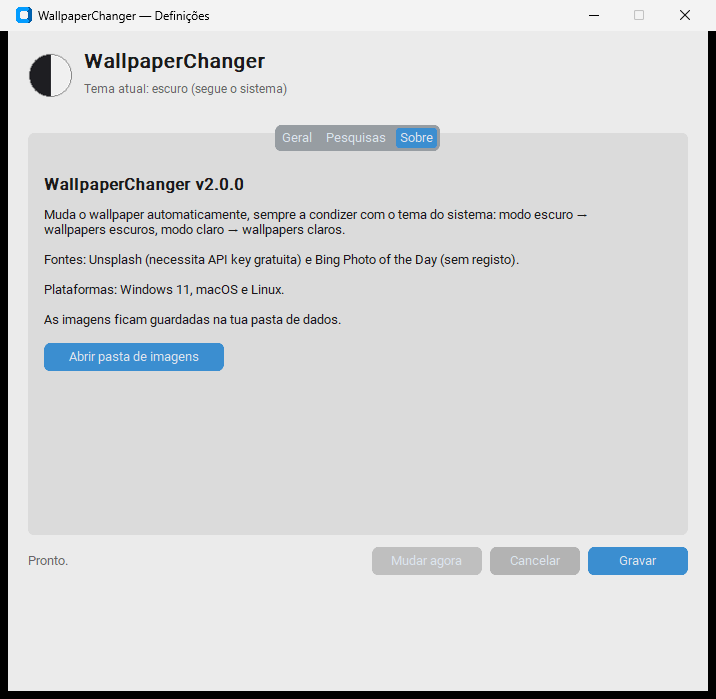 WallpaperChanger — Definições
WallpaperChanger
Tema atual: escuro (segue o sistema)
Geral Pesquisas Sobre
WallpaperChanger v2.0.0
Muda o wallpaper automaticamente, sempre a condizer com o tema do sistema: modo escuro →
wallpapers escuros, modo claro → wallpapers claros.
Fontes: Unsplash (necessita API key gratuita) e Bing Photo of the Day (sem registo).
Plataformas: Windows 11, macOS e Linux.
As imagens ficam guardadas na tua pasta de dados.
Abrir pasta de imagens
Pronto. Mudar agora Cancelar Gravar